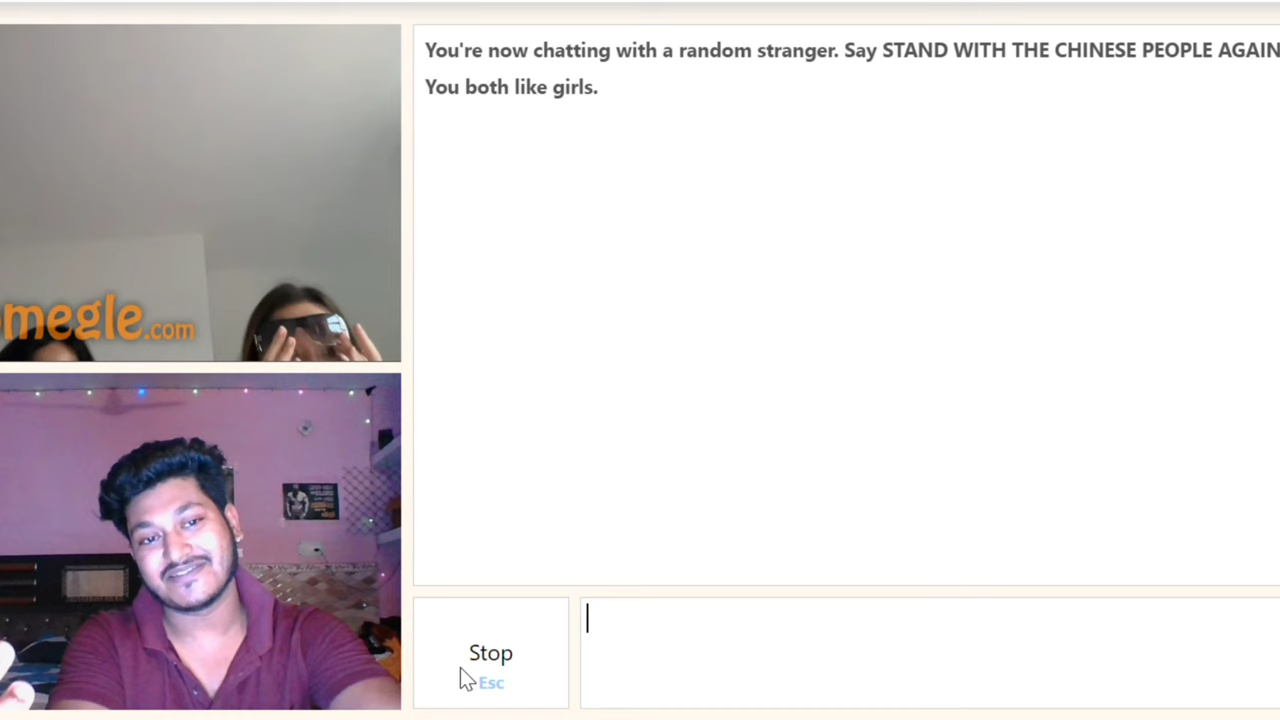 You're now chatting with a random stranger. Say STAND WITH THE CHINESE PEOPLE AGAIN
You both like girls.
megle.com
Stop
Esc